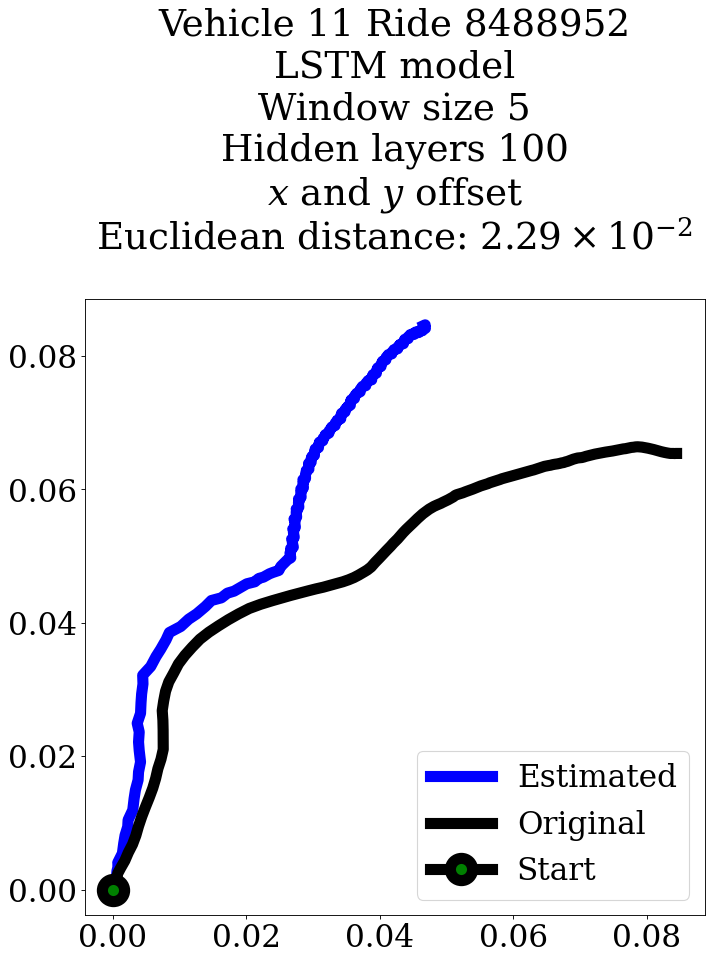 Vehicle 11 Ride 8488952
LSTM model
Window size 5
Hidden layers 100
x and y offset
Euclidean distance: 2.29 × 10⁻²
0.08
0.06
0.04
0.02
0.00
Estimated
Original
Start
0.00 0.02 0.04 0.06 0.08